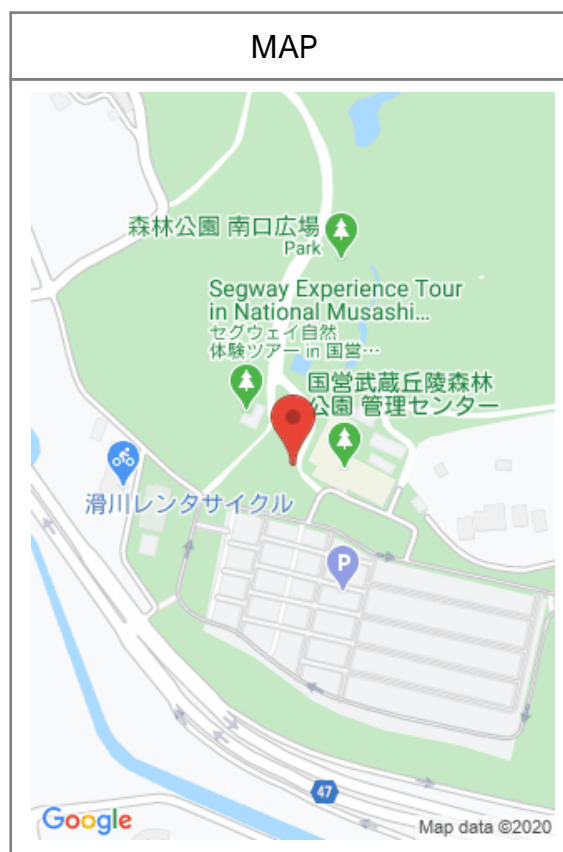 MAP
森林公園 南口広場
Park
Segway Experience Tour
in National Musashi...
セグウェイ自然
体験ツアー in 国営…
国営武蔵丘陵森林
公園 管理センター
滑川レンタサイクル
P
47
Google
Map data ©2020